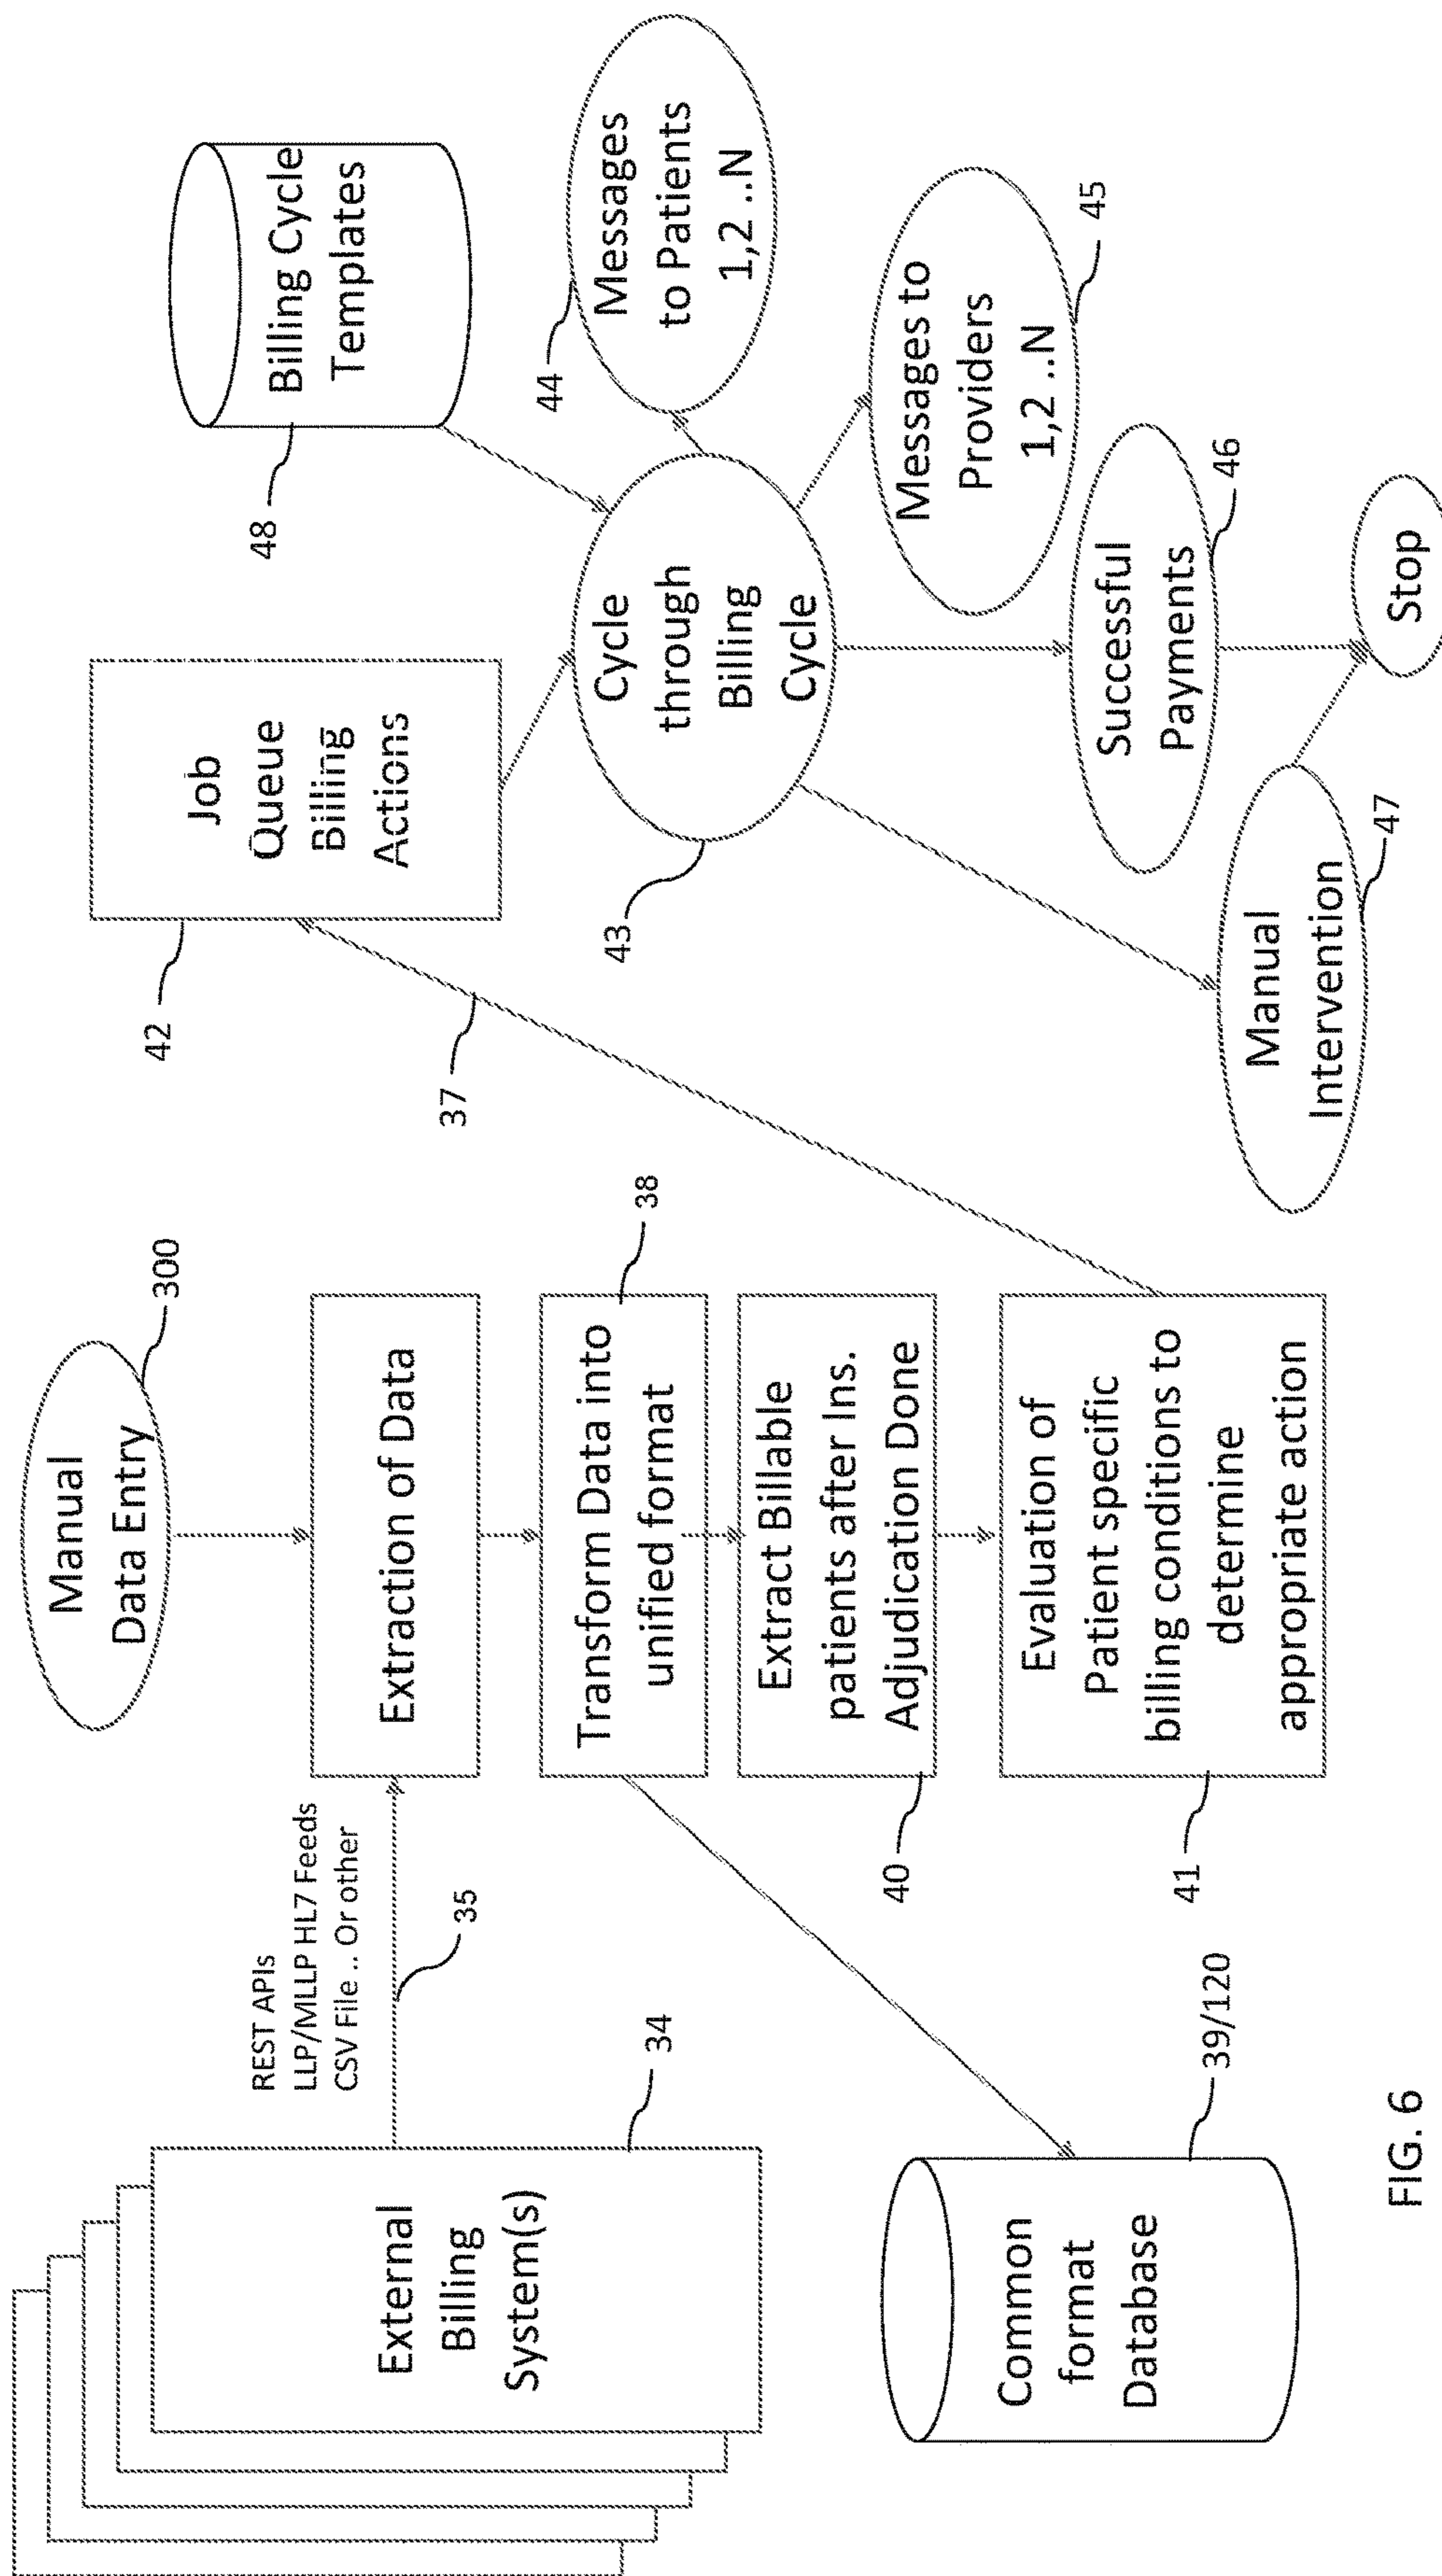 Manual
Data Entry
300
REST APIs
LLP/MLLP HL7 Feeds
CSV File .. Or other
35
External
Billing
System(s)
34
Extraction of Data
Transform Data into
unified format
38
Extract Billable
patients after Ins.
Adjudication Done
40
Evaluation of
Patient specific
billing conditions to
determine
appropriate action
41
Common
format
Database
39/120
37
Job
Queue
Billing
Actions
42
Billing Cycle
Templates
48
Cycle
through
Billing
Cycle
43
Messages
to Patients
1,2 ..N
44
Messages to
Providers
1,2 ..N
45
Successful
Payments
46
Manual
Intervention
47
Stop
FIG. 6